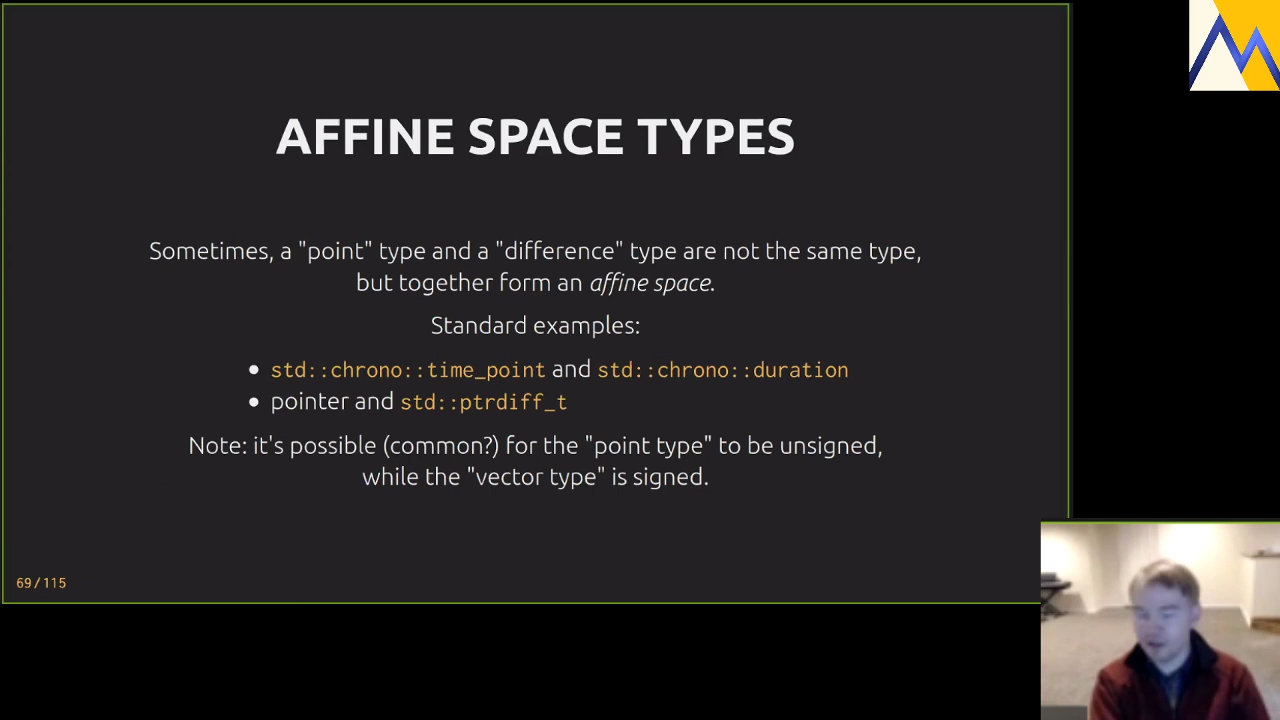 AFFINE SPACE TYPES
Sometimes, a "point" type and a "difference" type are not the same type,
but together form an affine space.
Standard examples:
• std::chrono::time_point and std::chrono::duration
• pointer and std::ptrdiff_t
Note: it's possible (common?) for the "point type" to be unsigned,
while the "vector type" is signed.
69 / 115